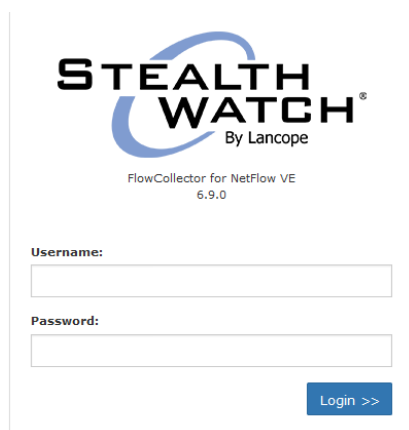 STEALTH
WATCH®
By Lancope
FlowCollector for NetFlow VE
6.9.0
Username:
Password:
Login >>